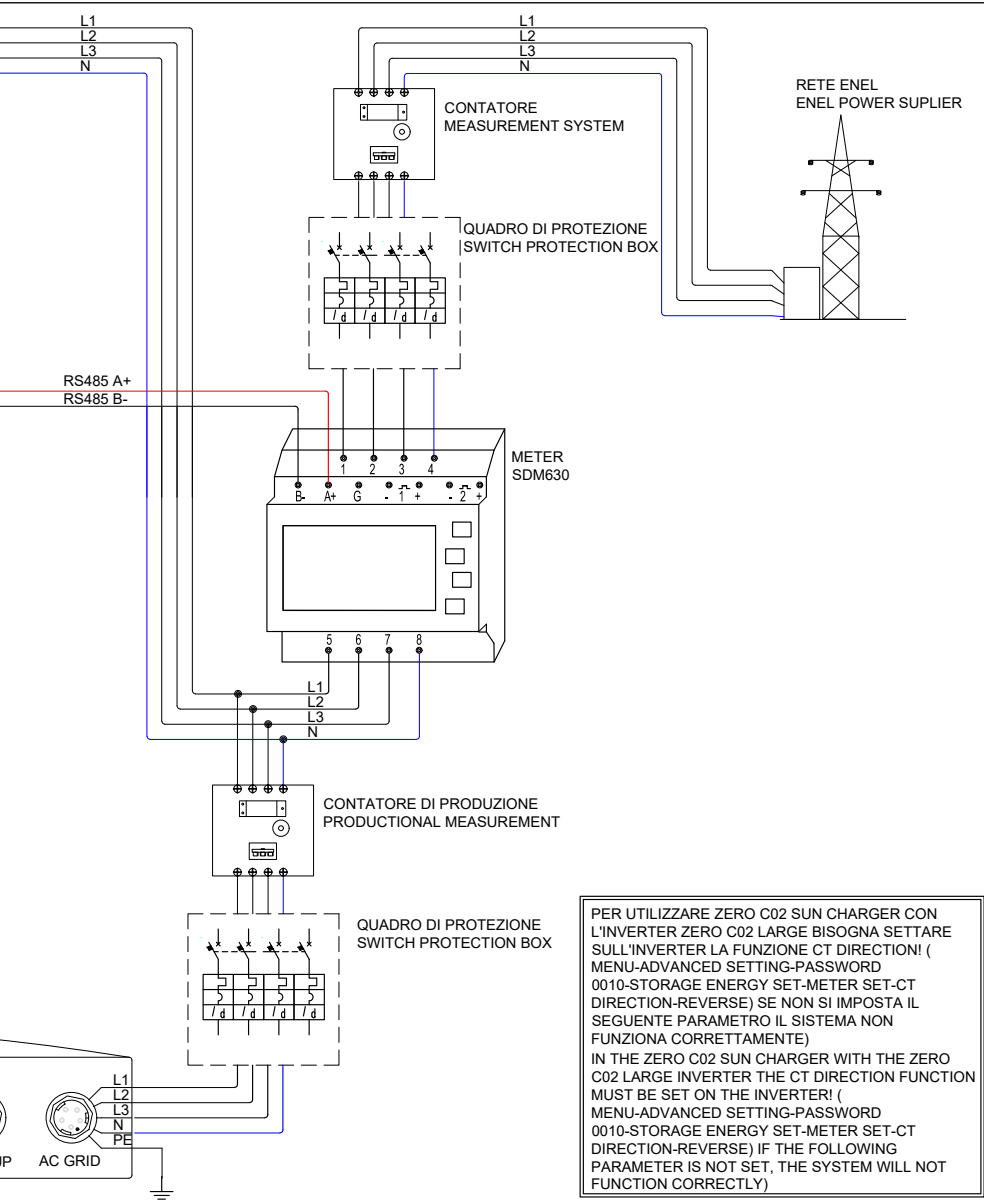 L1
L2
L3
N
L1
L2
L3
N
RETE ENEL
ENEL POWER SUPLIER
CONTATORE
MEASUREMENT SYSTEM
QUADRO DI PROTEZIONE
SWITCH PROTECTION BOX
I d I d I d I d
RS485 A+
RS485 B-
METER
SDM630
1 2 3 4
B- A+ G - 1 + - 2 +
5 6 7 8
L1
L2
L3
N
CONTATORE DI PRODUZIONE
PRODUCTIONAL MEASUREMENT
QUADRO DI PROTEZIONE
SWITCH PROTECTION BOX
I d I d I d I d
L1
L2
L3
N
PE
UP AC GRID
PER UTILIZZARE ZERO C02 SUN CHARGER CON
L'INVERTER ZERO C02 LARGE BISOGNA SETTARE
SULL'INVERTER LA FUNZIONE CT DIRECTION! (
MENU-ADVANCED SETTING-PASSWORD
0010-STORAGE ENERGY SET-METER SET-CT
DIRECTION-REVERSE) SE NON SI IMPOSTA IL
SEGUENTE PARAMETRO IL SISTEMA NON
FUNZIONA CORRETTAMENTE)
IN THE ZERO C02 SUN CHARGER WITH THE ZERO
C02 LARGE INVERTER THE CT DIRECTION FUNCTION
MUST BE SET ON THE INVERTER! (
MENU-ADVANCED SETTING-PASSWORD
0010-STORAGE ENERGY SET-METER SET-CT
DIRECTION-REVERSE) IF THE FOLLOWING
PARAMETER IS NOT SET, THE SYSTEM WILL NOT
FUNCTION CORRECTLY)